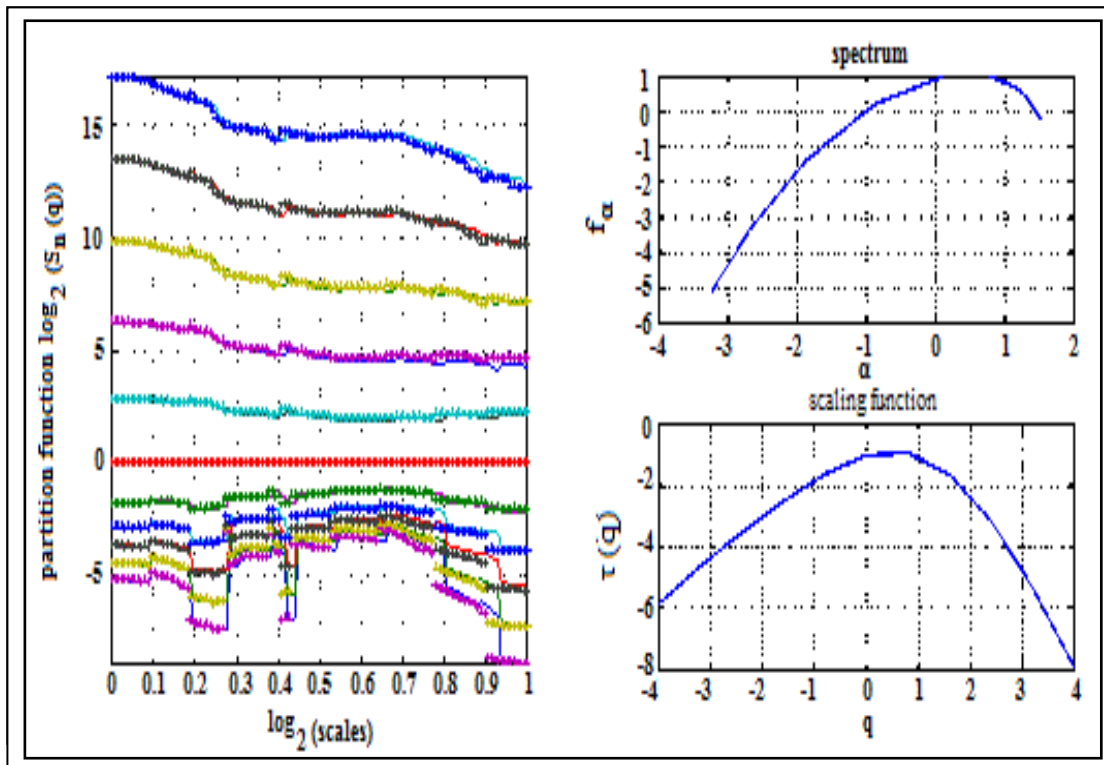 partition function log2 (Sn (q))
15
10
5
0
-5
0 0.1 0.2 0.3 0.4 0.5 0.6 0.7 0.8 0.9 1
log2 (scales)
spectrum
fα
1
0
-1
-2
-3
-4
-5
-6
-4 -3 -2 -1 0 1 2
α
scaling function
τ (q)
0
-2
-4
-6
-8
-4 -3 -2 -1 0 1 2 3 4
q